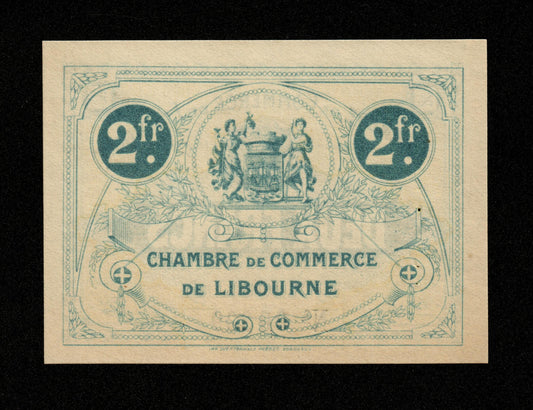 2fr. 2fr.
CHAMBRE DE COMMERCE
DE LIBOURNE